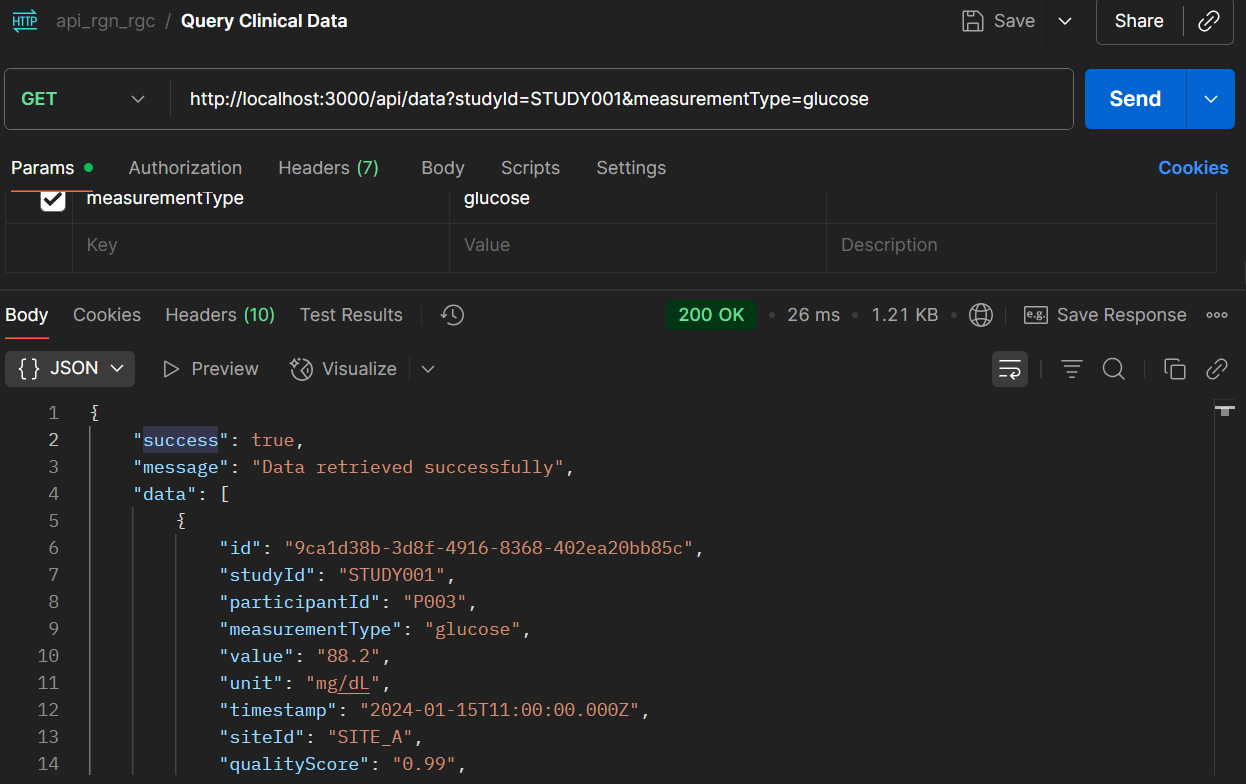 HTTP api_rgn_rgc / Query Clinical Data Save Share
GET http://localhost:3000/api/data?studyId=STUDY001&measurementType=glucose Send
Params Authorization Headers (7) Body Scripts Settings Cookies
measurementType glucose
Key Value Description
Body Cookies Headers (10) Test Results 200 OK • 26 ms • 1.21 KB • e.g. Save Response
{} JSON Preview Visualize
1 {
2 "success": true,
3 "message": "Data retrieved successfully",
4 "data": [
5 {
6 "id": "9ca1d38b-3d8f-4916-8368-402ea20bb85c",
7 "studyId": "STUDY001",
8 "participantId": "P003",
9 "measurementType": "glucose",
10 "value": "88.2",
11 "unit": "mg/dL",
12 "timestamp": "2024-01-15T11:00:00.000Z",
13 "siteId": "SITE_A",
14 "qualityScore": "0.99",